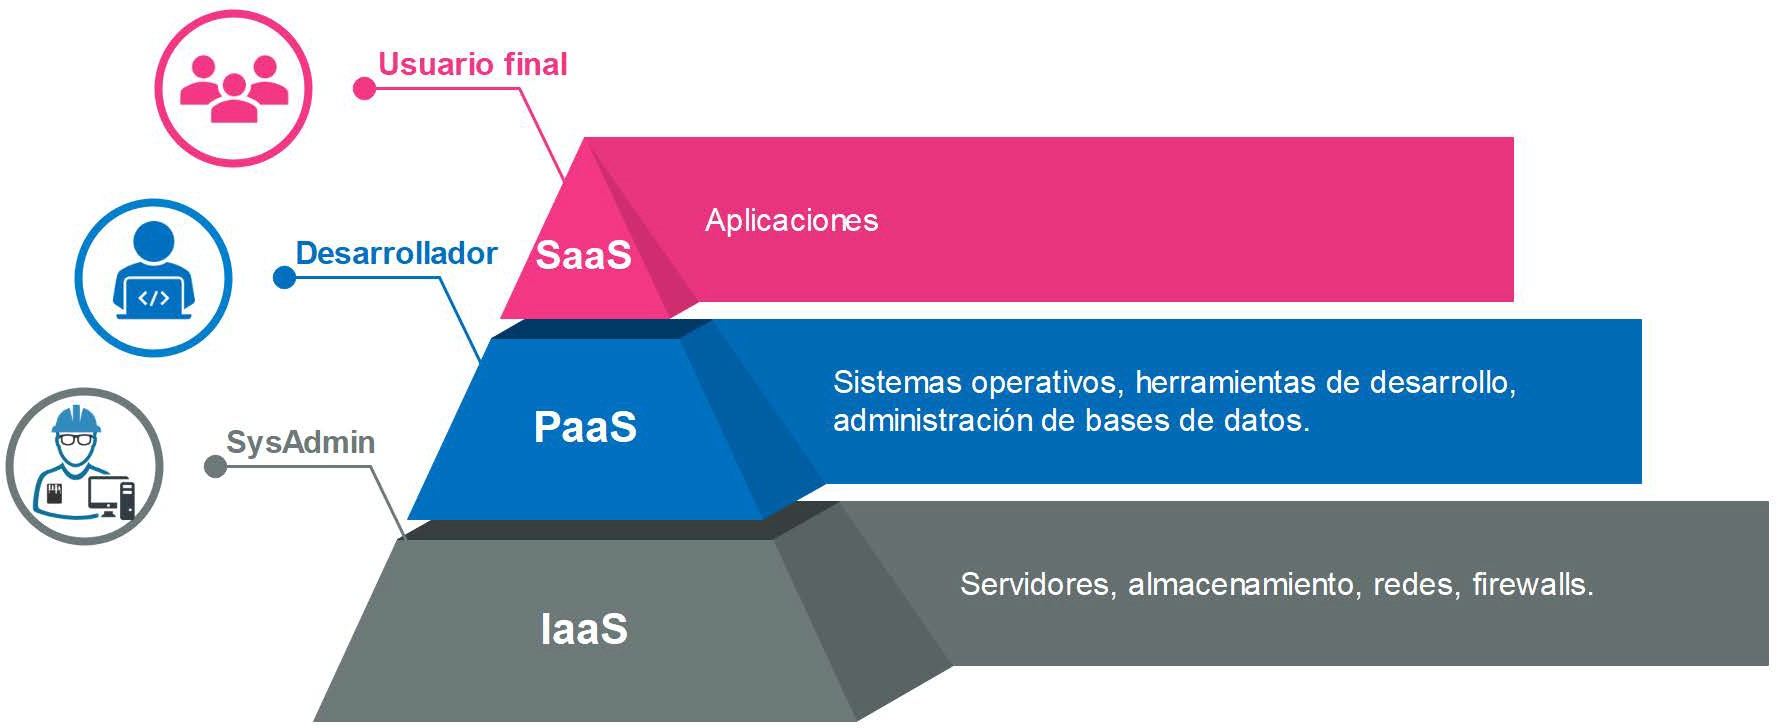 Usuario final
SaaS
Aplicaciones
Desarrollador
</>
PaaS
Sistemas operativos, herramientas de desarrollo,
administración de bases de datos.
SysAdmin
IaaS
Servidores, almacenamiento, redes, firewalls.